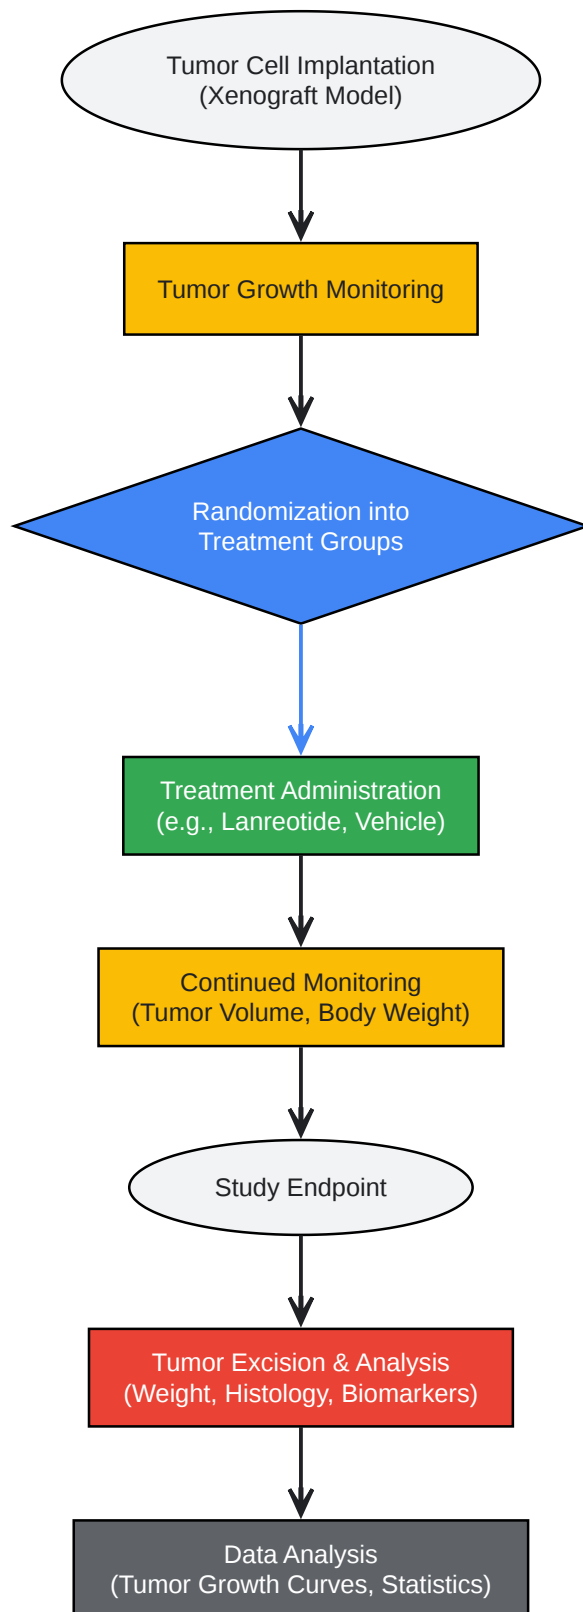 Tumor Cell Implantation
(Xenograft Model)
Tumor Growth Monitoring
Randomization into
Treatment Groups
Treatment Administration
(e.g., Lanreotide, Vehicle)
Continued Monitoring
(Tumor Volume, Body Weight)
Study Endpoint
Tumor Excision & Analysis
(Weight, Histology, Biomarkers)
Data Analysis
(Tumor Growth Curves, Statistics)